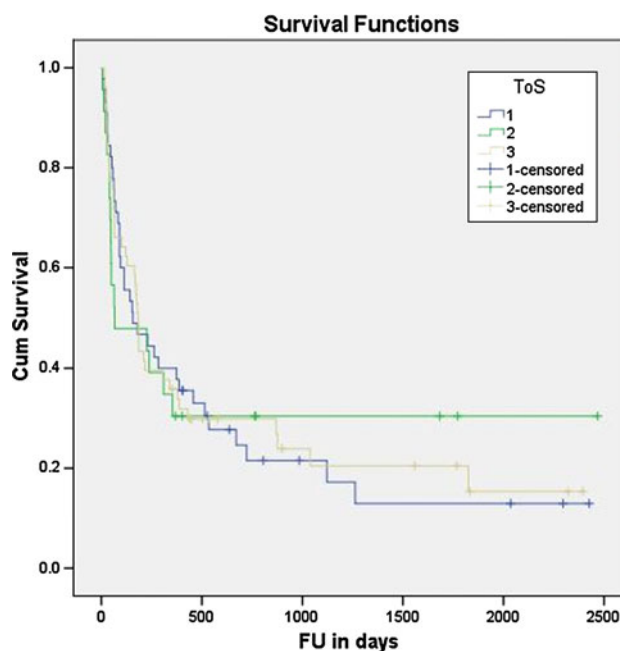 Survival Functions
ToS
1
2
3
1-censored
2-censored
3-censored
Cum Survival
1.0
0.8
0.6
0.4
0.2
0.0
0
500
1000
1500
2000
2500
FU in days